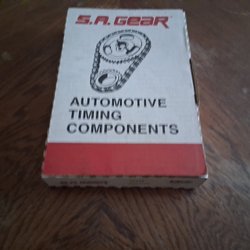 S.A. GEAR
AUTOMOTIVE
TIMING
COMPONENTS